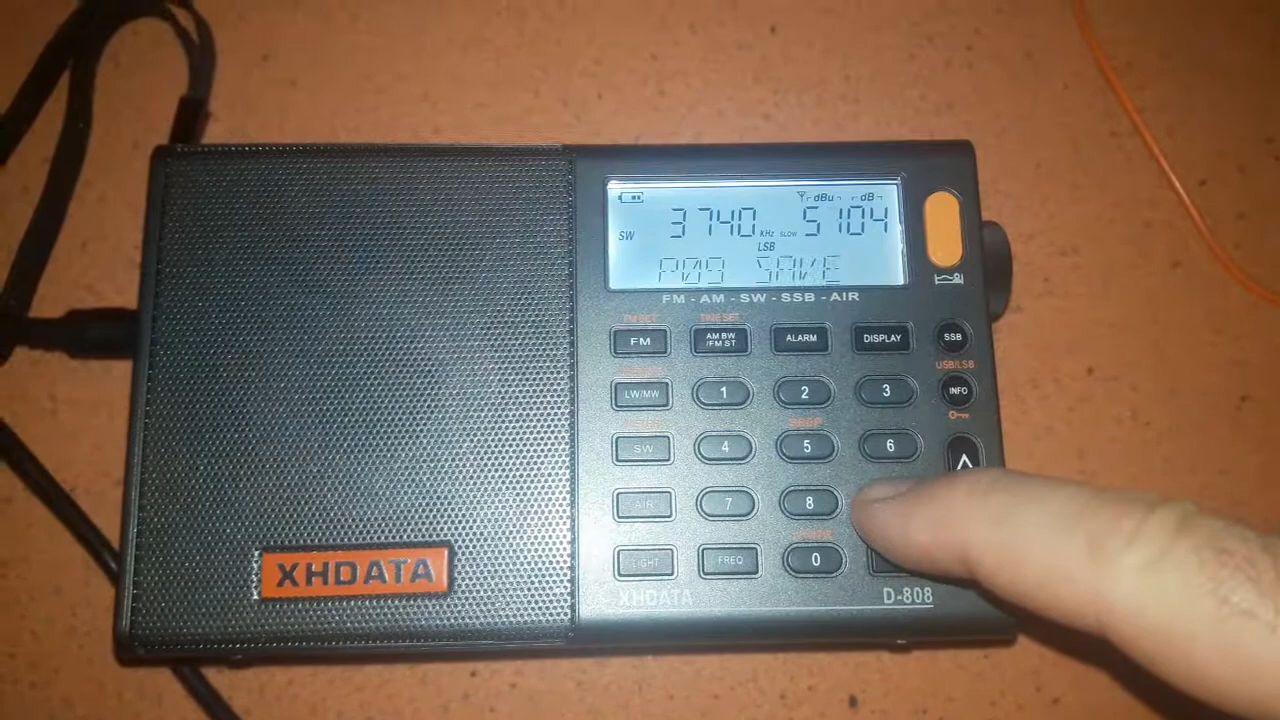 dBu dB
SW 3740 KHz SLOW 5104
LSB
P09 SAVE
FM - AM - SW - SSB - AIR
FM AM BW /FM ST ALARM DISPLAY SSB
USB/LSB
LW/MW 1 2 3 INFO
SW 4 5 6
AIR 7 8
LIGHT FREQ 0
XHDATA
XHDATA D-808